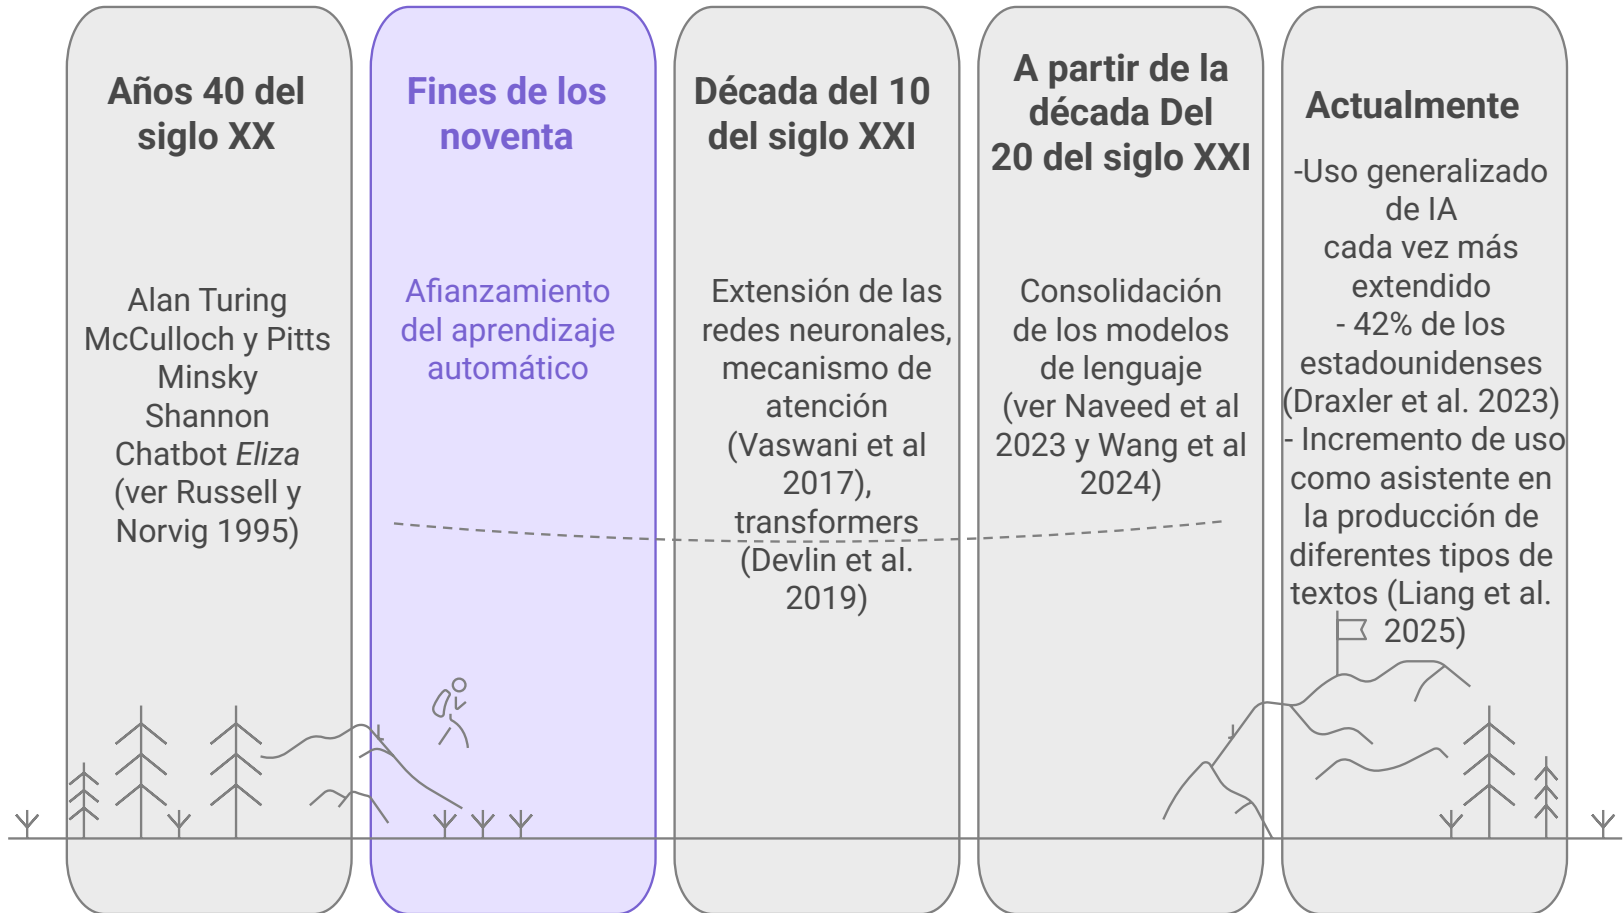 Años 40 del
siglo XX
Alan Turing
McCulloch y Pitts
Minsky
Shannon
Chatbot Eliza
(ver Russell y
Norvig 1995)
Fines de los
noventa
Afianzamiento
del aprendizaje
automático
Década del 10
del siglo XXI
Extensión de las
redes neuronales,
mecanismo de
atención
(Vaswani et al
2017),
transformers
(Devlin et al.
2019)
A partir de la
década Del
20 del siglo XXI
Consolidación
de los modelos
de lenguaje
(ver Naveed et al
2023 y Wang et al
2024)
Actualmente
-Uso generalizado
de IA
cada vez más
extendido
- 42% de los
estadounidenses
(Draxler et al. 2023)
- Incremento de uso
como asistente en
la producción de
diferentes tipos de
textos (Liang et al.
2025)